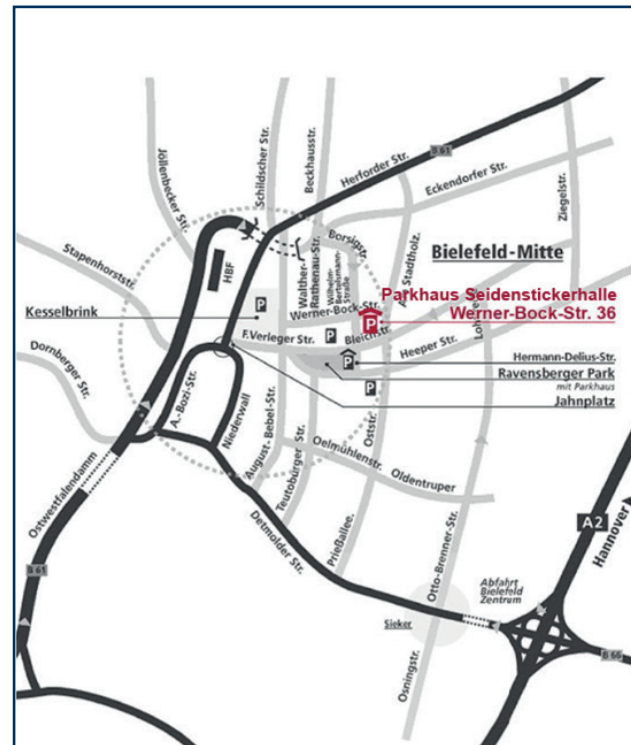 B 61
Schildscher Str.
Beckhausstr.
Herforder Str.
Jöllenbecker Str.
Eckendorfer Str.
Ziegelstr.
Stapenhorststr.
HBF
Walther-
Rathenau-Str.
Borsigstr.
Wilhelm-
Bertelsmann-
Straße
Stadtholz.
Bielefeld-Mitte
P
Kesselbrink
Werner-Bock-Str.
Parkhaus Seidenstickerhalle
Werner-Bock-Str. 36
P
P
F.Verleger Str.
Bleichstr.
Heeper Str.
Dornberger Str.
P
Hermann-Delius-Str.
Ravensberger Park
mit Parkhaus
P
Jahnplatz
A.-Bozi-Str.
Niederwall
August-Bebel-Str.
Teutoburger Str.
Oststr.
Oelmühlenstr.
Oldentruper
Ostwestfalendamm
Detmolder Str.
Prießallee.
Otto-Brenner-Str.
A2
Hannover
B 61
Abfahrt
Bielefeld
Zentrum
Sieker
Osningstr.
B 66